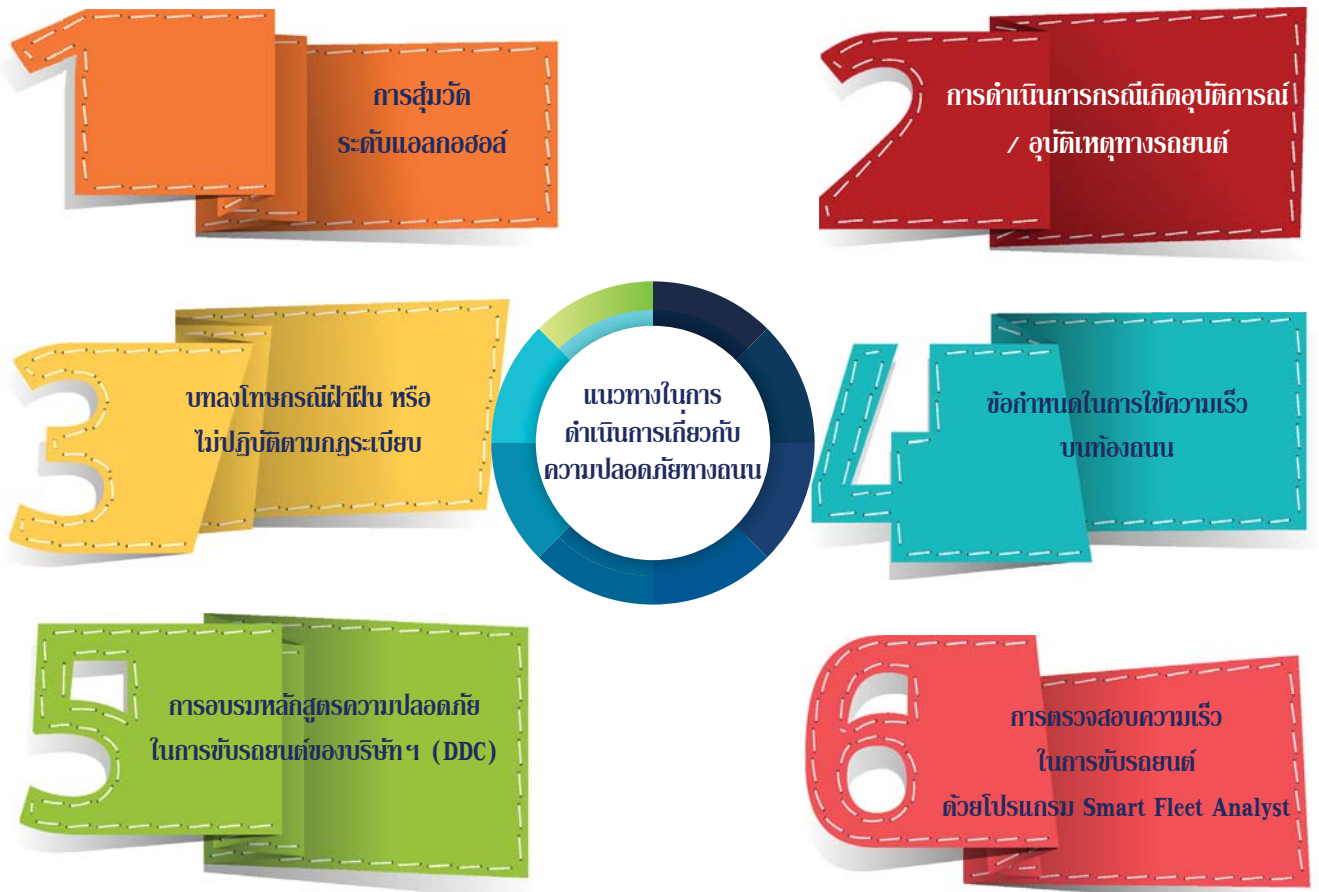 1
การสุ่มวัด
ระดับแอลกอฮอล์
2
การดำเนินการกรณีเกิดอุบัติการณ์
/ อุบัติเหตุทางรถยนต์
3
บทลงโทษกรณีฝ่าฝืน หรือ
ไม่ปฏิบัติตามกฎระเบียบ
แนวทางในการ
ดำเนินการเกี่ยวกับ
ความปลอดภัยทางถนน
4
ข้อกำหนดในการใช้ความเร็ว
บนท้องถนน
5
การอบรมหลักสูตรความปลอดภัย
ในการขับรถยนต์ของบริษัทฯ (DDC)
6
การตรวจสอบความเร็ว
ในการขับรถยนต์
ด้วยโปรแกรม Smart Fleet Analyst